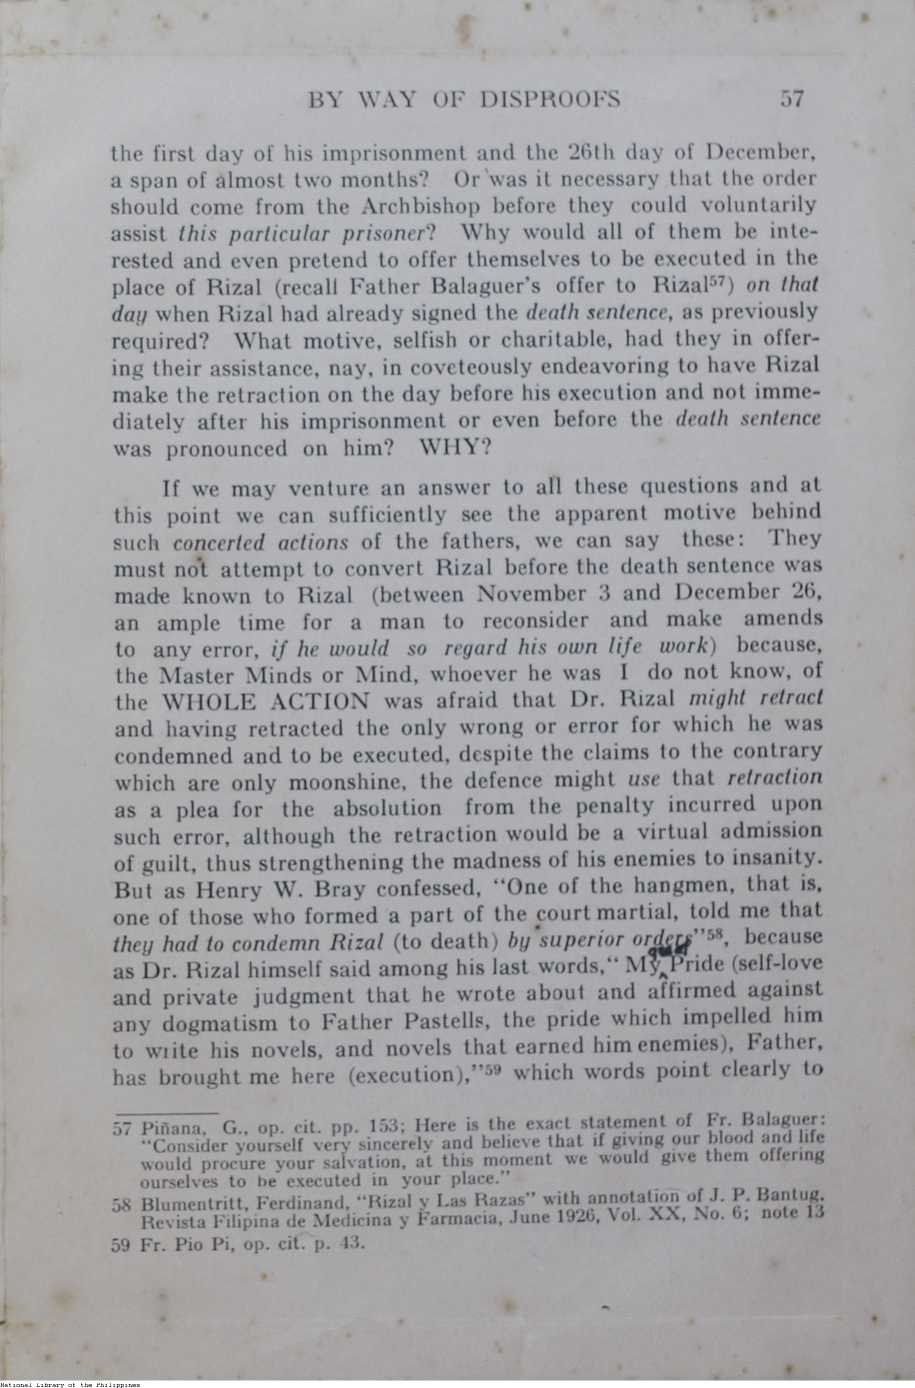 BY WAY OF DISPROOFS 57
the first day of his imprisonment and the 26th day of December,
a span of almost two months? Or was it necessary that the order
should come from the Archbishop before they could voluntarily
assist this particular prisoner? Why would all of them be inte-
rested and even pretend to offer themselves to be executed in the
place of Rizal (recall Father Balaguer's offer to Rizal⁵⁷) on that
day when Rizal had already signed the death sentence, as previously
required? What motive, selfish or charitable, had they in offer-
ing their assistance, nay, in coveteously endeavoring to have Rizal
make the retraction on the day before his execution and not imme-
diately after his imprisonment or even before the death sentence
was pronounced on him? WHY?
If we may venture an answer to all these questions and at
this point we can sufficiently see the apparent motive behind
such concerted actions of the fathers, we can say these: They
must not attempt to convert Rizal before the death sentence was
made known to Rizal (between November 3 and December 26,
an ample time for a man to reconsider and make amends
to any error, if he would so regard his own life work) because,
the Master Minds or Mind, whoever he was I do not know, of
the WHOLE ACTION was afraid that Dr. Rizal might retract
and having retracted the only wrong or error for which he was
condemned and to be executed, despite the claims to the contrary
which are only moonshine, the defence might use that retraction
as a plea for the absolution from the penalty incurred upon
such error, although the retraction would be a virtual admission
of guilt, thus strengthening the madness of his enemies to insanity.
But as Henry W. Bray confessed, "One of the hangmen, that is,
one of those who formed a part of the court martial, told me that
they had to condemn Rizal (to death) by superior orders"⁵⁸, because
as Dr. Rizal himself said among his last words," My Pride (self-love
and private judgment that he wrote about and affirmed against
any dogmatism to Father Pastells, the pride which impelled him
to write his novels, and novels that earned him enemies), Father,
has brought me here (execution),"⁵⁹ which words point clearly to
57 Piñana, G., op. cit. pp. 153; Here is the exact statement of Fr. Balaguer:
"Consider yourself very sincerely and believe that if giving our blood and life
would procure your salvation, at this moment we would give them offering
ourselves to be executed in your place."
58 Blumentritt, Ferdinand, "Rizal y Las Razas" with annotation of J. P. Bantug,
Revista Filipina de Medicina y Farmacia, June 1926, Vol. XX, No. 6; note 13
59 Fr. Pio Pi, op. cit. p. 43.
National Library of the Philippines